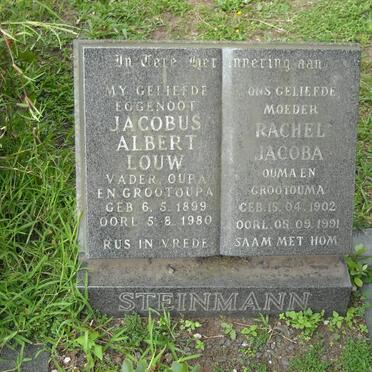 In Tere Herinnering aan
MY GELIEFDE
EGGENOOT
JACOBUS
ALBERT
LOUW
VADER, OUPA
EN GROOTOUPA
GEB 6.5.1899
OORL 5.8.1980
RUS IN VREDE
ONS GELIEFDE
MOEDER
RACHEL
JACOBA
OUMA EN
GROOTOUMA
GEB.15.04.1902
OORL.05.09.1991
SAAM MET HOM
STEINMANN